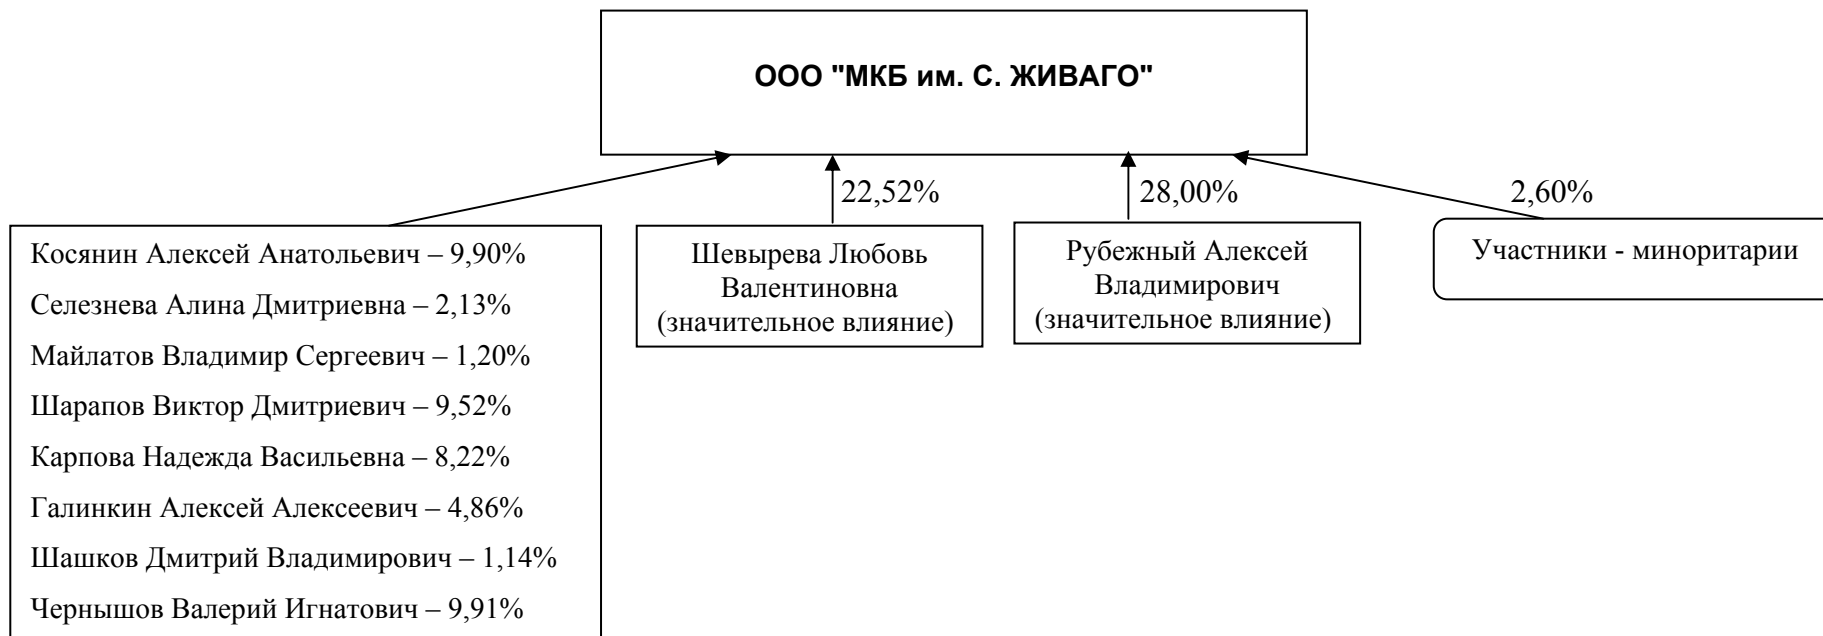 ООО "МКБ им. С. ЖИВАГО"
22,52%
28,00%
2,60%
Косянин Алексей Анатольевич – 9,90%
Селезнева Алина Дмитриевна – 2,13%
Майлатов Владимир Сергеевич – 1,20%
Шарапов Виктор Дмитриевич – 9,52%
Карпова Надежда Васильевна – 8,22%
Галинкин Алексей Алексеевич – 4,86%
Шашков Дмитрий Владимирович – 1,14%
Чернышов Валерий Игнатович – 9,91%
Шевырева Любовь
Валентиновна
(значительное влияние)
Рубежный Алексей
Владимирович
(значительное влияние)
Участники - миноритарии